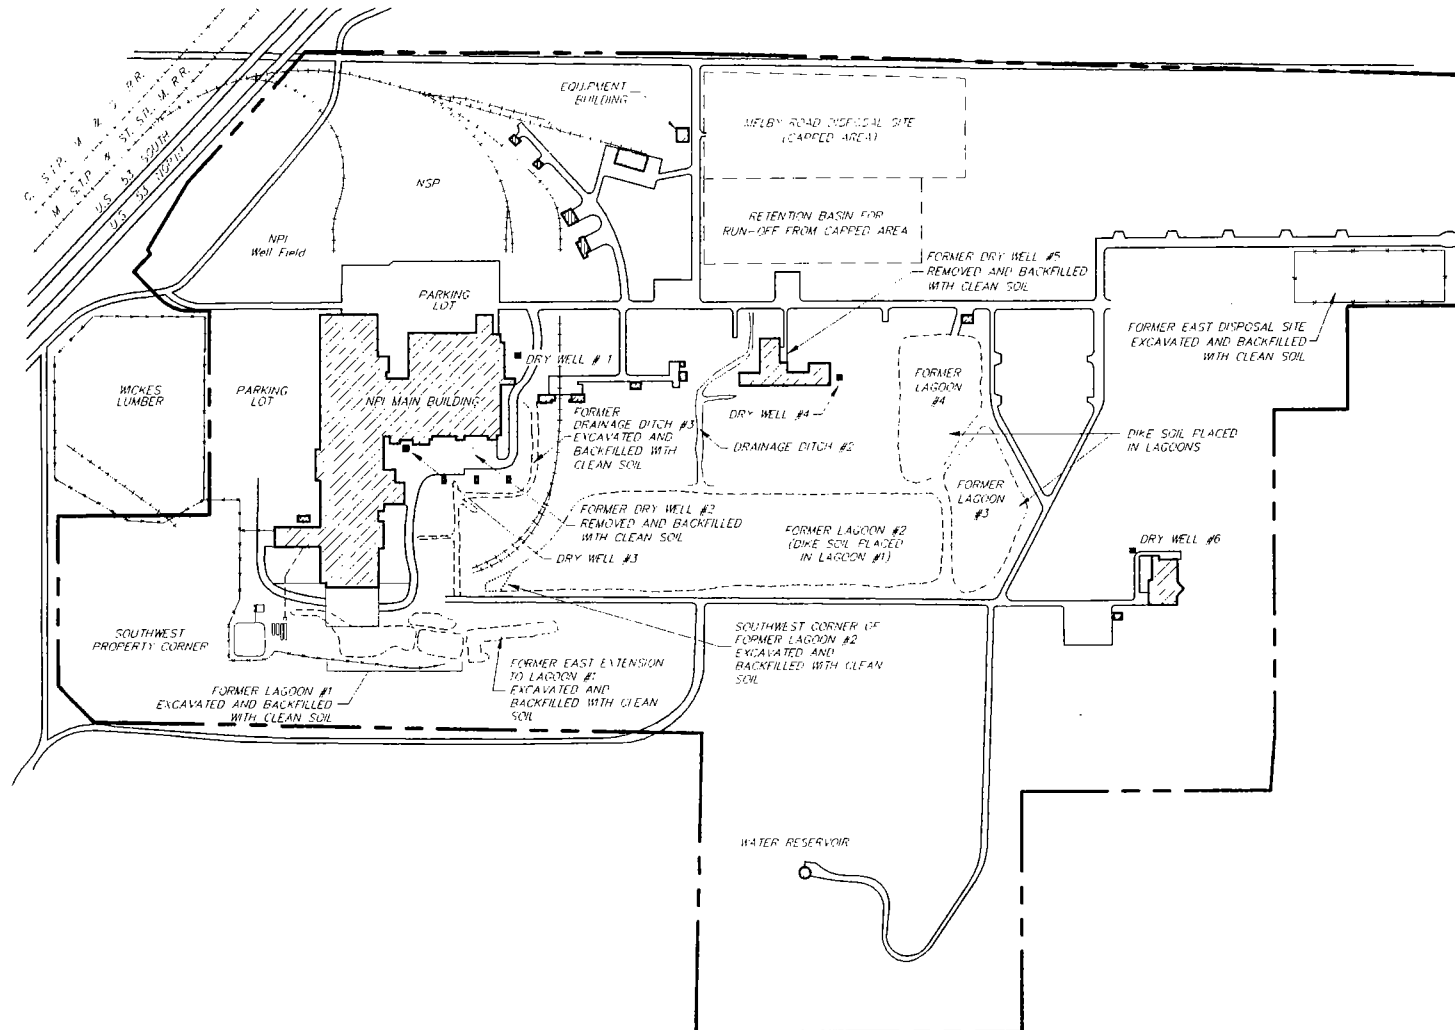 C. STP. M & O R.R.
M STP & ST. S.M. R.R.
U.S. 53 SOUTH
U.S. 53 NORTH
EQUIPMENT
BUILDING
MELBY ROAD DISPOSAL SITE
(CAPPED AREA)
NSP
RETENTION BASIN FOR
RUN-OFF FROM CAPPED AREA
NPI
Well Field
FORMER DRY WELL #5
REMOVED AND BACKFILLED
WITH CLEAN SOIL
PARKING
LOT
FORMER EAST DISPOSAL SITE
EXCAVATED AND BACKFILLED
WITH CLEAN SOIL
DRY WELL #1
WICKES
LUMBER
PARKING
LOT
NPI MAIN BUILDING
FORMER
LAGOON
#4
FORMER
DRAINAGE DITCH #3
EXCAVATED AND
BACKFILLED WITH
CLEAN SOIL
DRY WELL #4
DRAINAGE DITCH #2
DIKE SOIL PLACED
IN LAGOONS
FORMER
LAGOON
#3
FORMER DRY WELL #2
REMOVED AND BACKFILLED
WITH CLEAN SOIL
FORMER LAGOON #2
(DIKE SOIL PLACED
IN LAGOON #1)
DRY WELL #3
DRY WELL #6
SOUTHWEST
PROPERTY CORNER
SOUTHWEST CORNER OF
FORMER LAGOON #2
EXCAVATED AND
BACKFILLED WITH CLEAN
SOIL
FORMER EAST EXTENSION
TO LAGOON #1
EXCAVATED AND
BACKFILLED WITH CLEAN
SOIL
FORMER LAGOON #1
EXCAVATED AND BACKFILLED
WITH CLEAN SOIL
WATER RESERVOIR